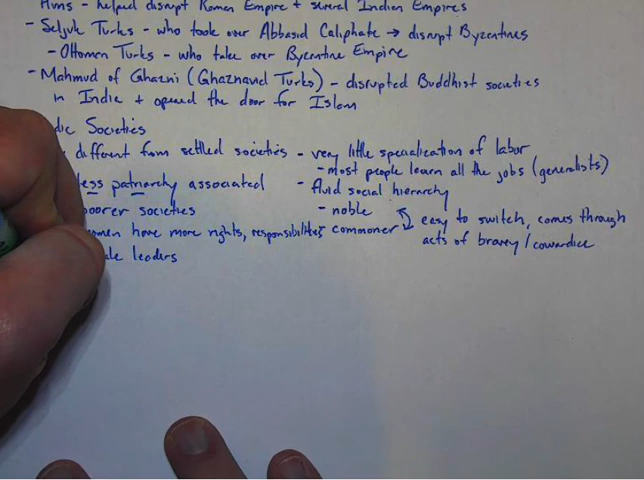 Huns - helped disrupt Roman Empire + several Indian Empires
- Seljuk Turks - who took over Abbasid Caliphate → disrupt Byzantines
- Ottoman Turks - who take over Byzantine Empire
- Mahmud of Ghazni (Ghaznavid Turks) - disrupted Buddhist societies
in India + opened the door for Islam
dic Societies
different from settled societies - very little specialization of labor
- most people learn all the jobs (generalists)
less patriarchy associated - fluid social hierarchy
poorer societies - noble
easy to switch, comes through
omen have more rights, responsibilities commoner
acts of bravery/cowardice
ale leaders